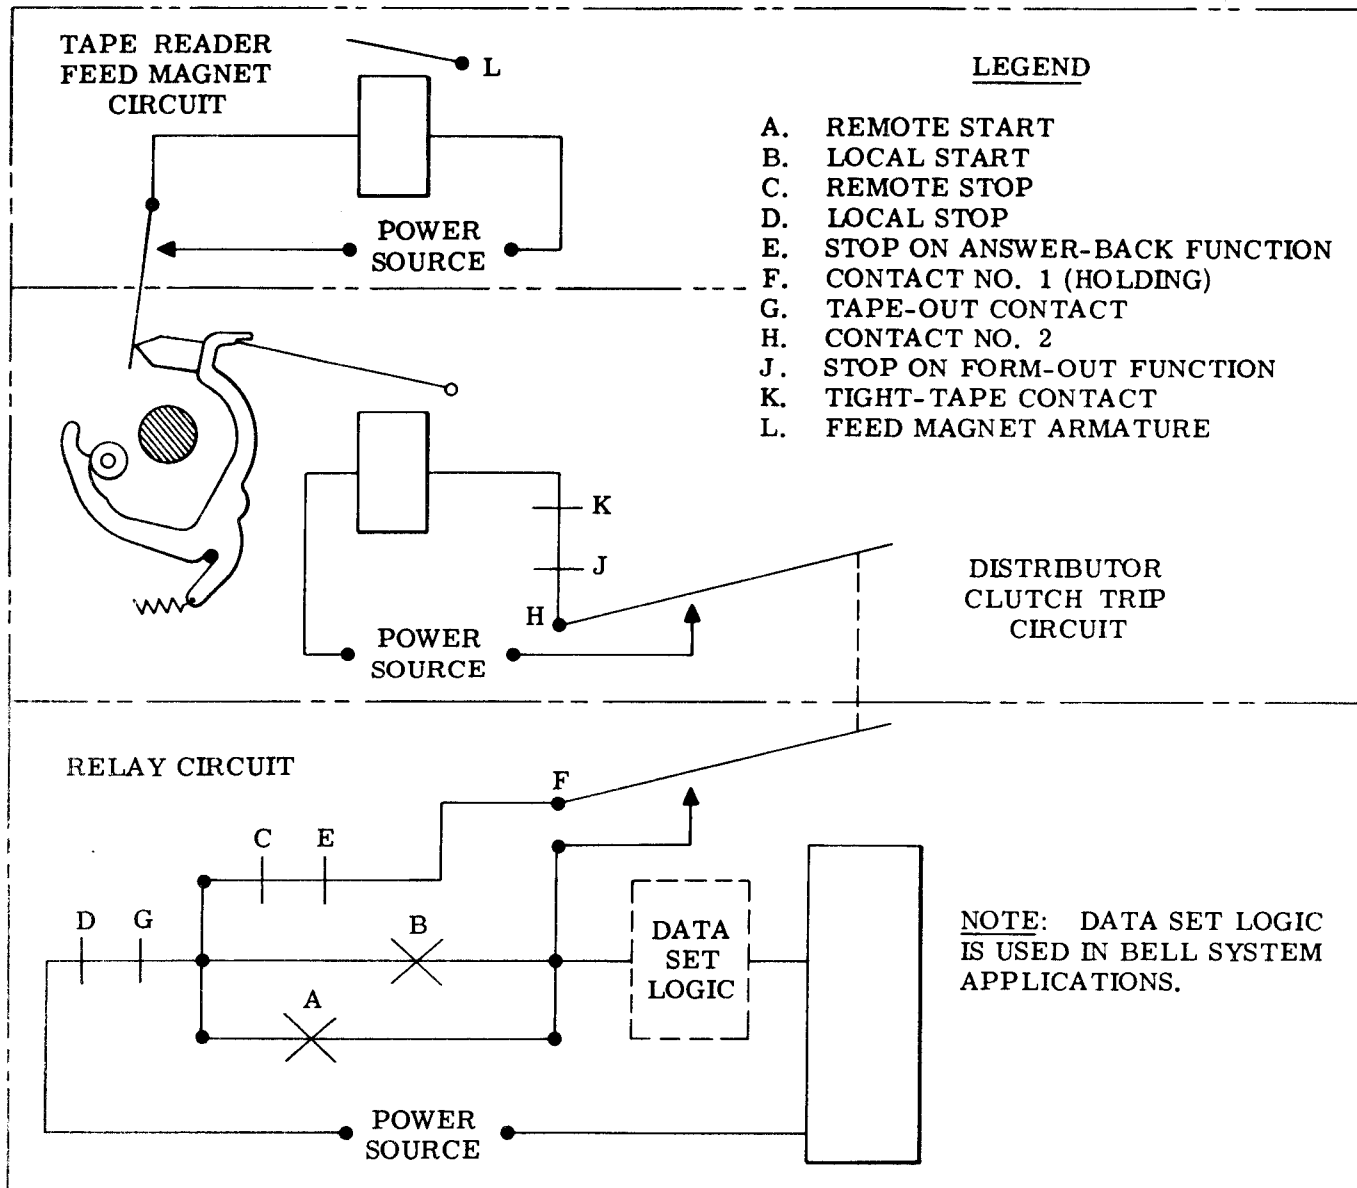 TAPE READER
FEED MAGNET
CIRCUIT
L
POWER
SOURCE
LEGEND
A. REMOTE START
B. LOCAL START
C. REMOTE STOP
D. LOCAL STOP
E. STOP ON ANSWER-BACK FUNCTION
F. CONTACT NO. 1 (HOLDING)
G. TAPE-OUT CONTACT
H. CONTACT NO. 2
J. STOP ON FORM-OUT FUNCTION
K. TIGHT-TAPE CONTACT
L. FEED MAGNET ARMATURE
K
J
H
POWER
SOURCE
DISTRIBUTOR
CLUTCH TRIP
CIRCUIT
RELAY CIRCUIT
F
C E
D G
B
A
DATA
SET
LOGIC
POWER
SOURCE
NOTE: DATA SET LOGIC
IS USED IN BELL SYSTEM
APPLICATIONS.